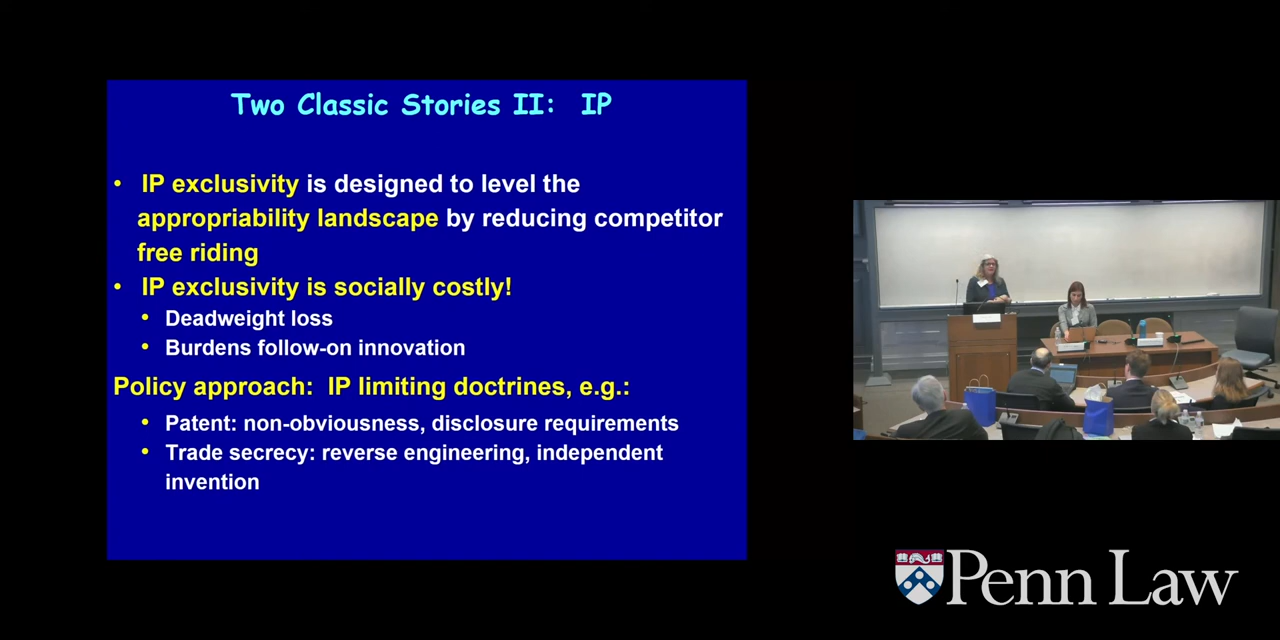 Two Classic Stories II: IP
• IP exclusivity is designed to level the
appropriability landscape by reducing competitor
free riding
• IP exclusivity is socially costly!
• Deadweight loss
• Burdens follow-on innovation
Policy approach: IP limiting doctrines, e.g.:
• Patent: non-obviousness, disclosure requirements
• Trade secrecy: reverse engineering, independent
invention
Penn Law